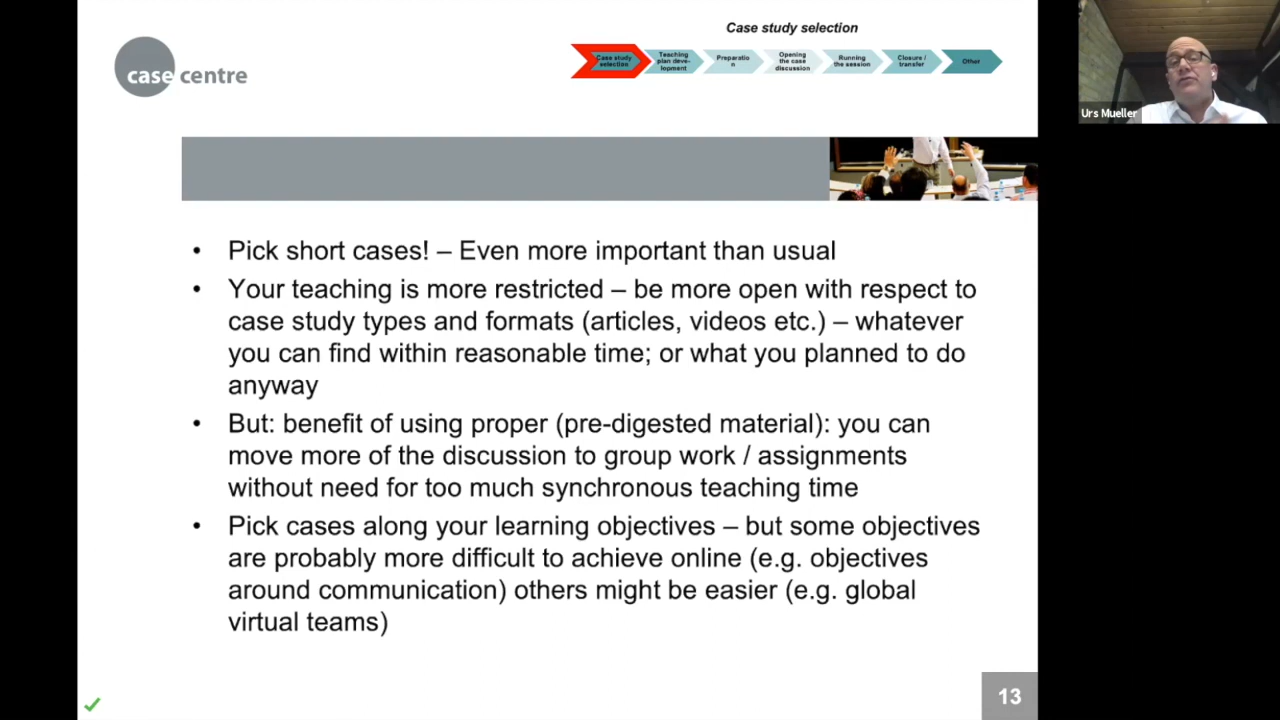 Case study selection
case centre
Case study
selection
Teaching
plan deve-
lopment
Preparatio
n
Opening
the case
discussion
Running
the session
Closure /
transfer
Other
Urs Mueller
• Pick short cases! – Even more important than usual
• Your teaching is more restricted – be more open with respect to
case study types and formats (articles, videos etc.) – whatever
you can find within reasonable time; or what you planned to do
anyway
• But: benefit of using proper (pre-digested material): you can
move more of the discussion to group work / assignments
without need for too much synchronous teaching time
• Pick cases along your learning objectives – but some objectives
are probably more difficult to achieve online (e.g. objectives
around communication) others might be easier (e.g. global
virtual teams)
13